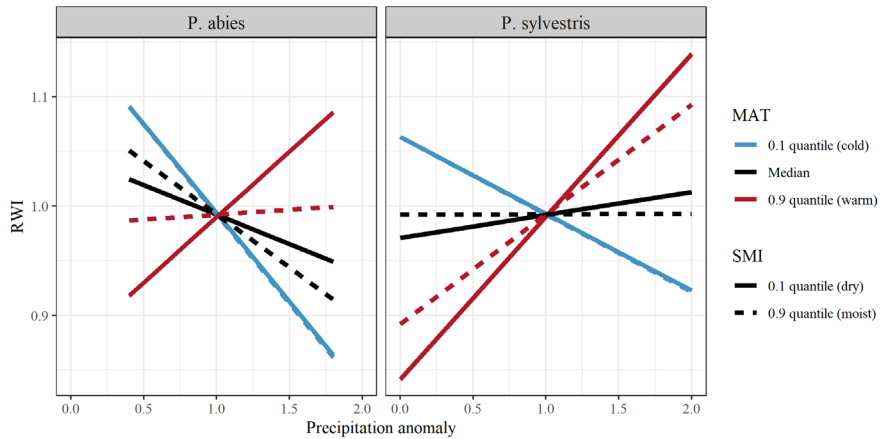 P. abies
P. sylvestris
1.1
1.0
0.9
RWI
0.0
0.5
1.0
1.5
2.0
0.0
0.5
1.0
1.5
2.0
Precipitation anomaly
MAT
0.1 quantile (cold)
Median
0.9 quantile (warm)
SMI
0.1 quantile (dry)
0.9 quantile (moist)